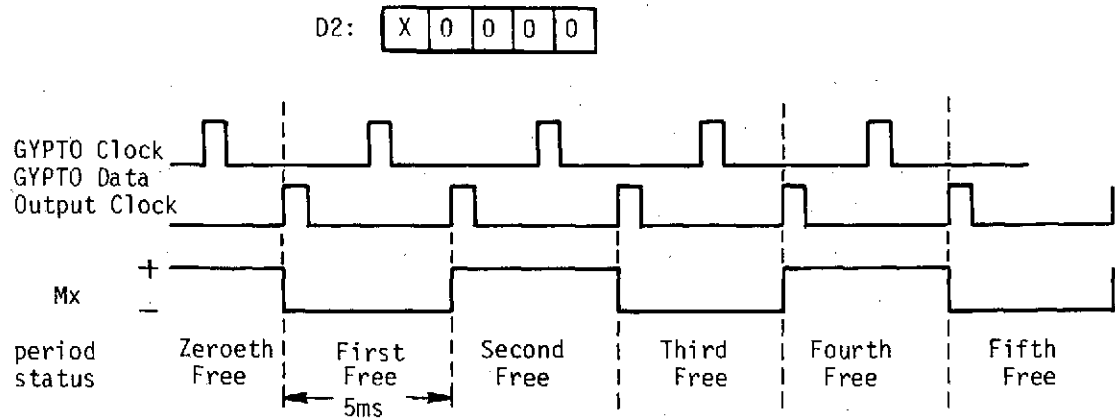 D2: X 0 0 0 0
GYPTO Clock
GYPTO Data
Output Clock
+
Mx
-
period Zeroeth First Second Third Fourth Fifth
status Free Free Free Free Free Free
5ms